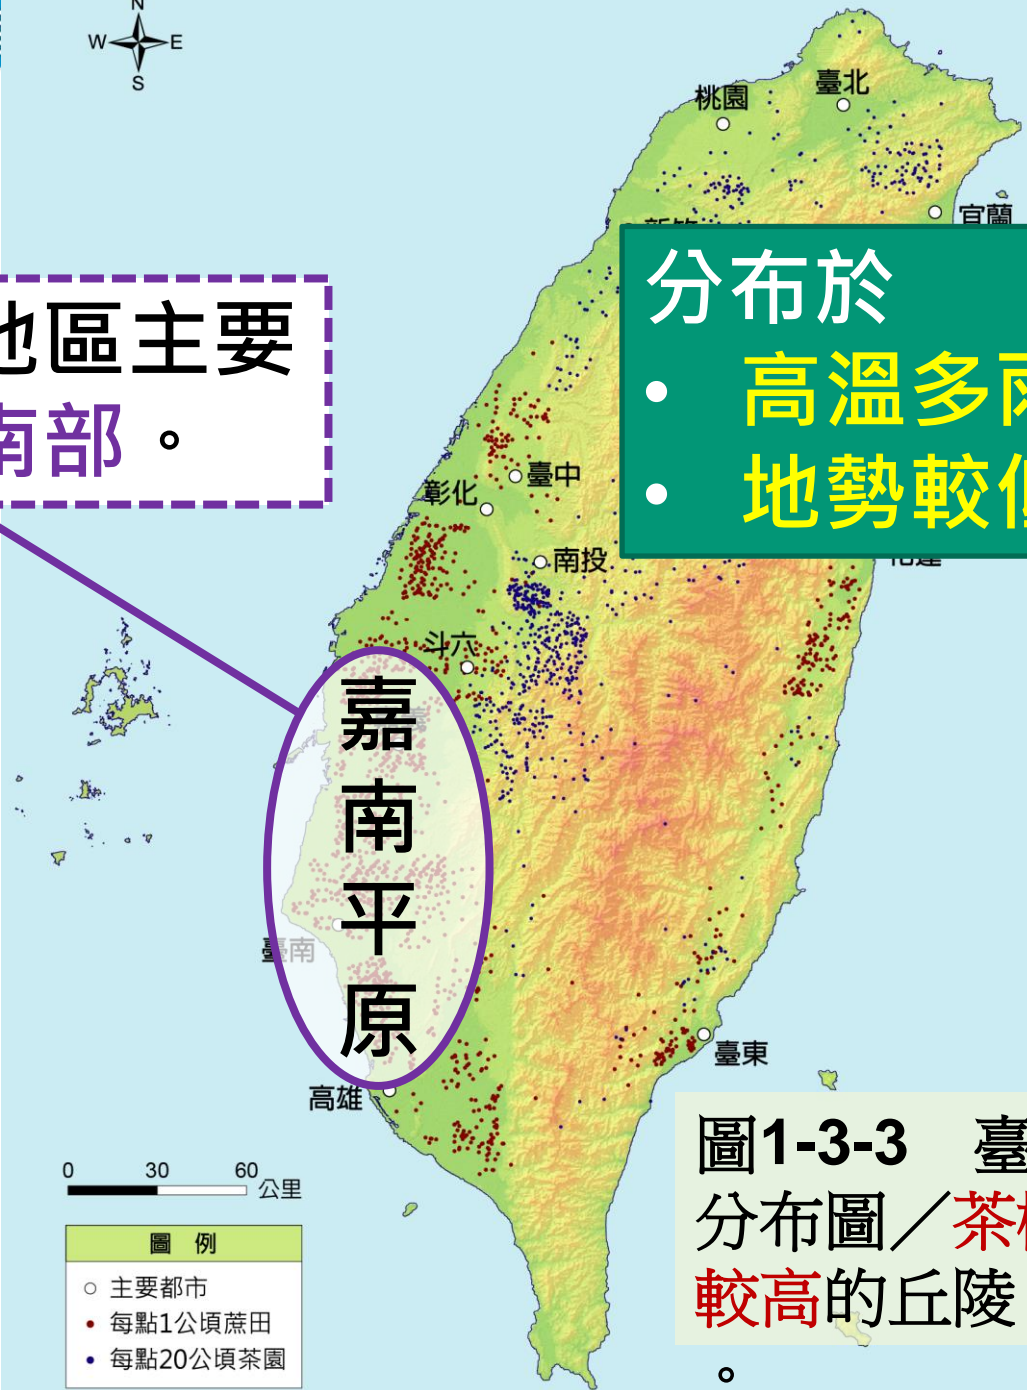 N
W E
S
桃園
臺北
宜蘭
地區主要
南部。
分布於
• 高溫多雨
• 地勢較低
臺中
彰化
南投
斗六
嘉南平原
臺南
高雄
臺東
0 30 60
公里
圖例
主要都市
每點1公頃蔗田
每點20公頃茶園
圖1-3-3 臺
分布圖／茶樹
較高的丘陵
。